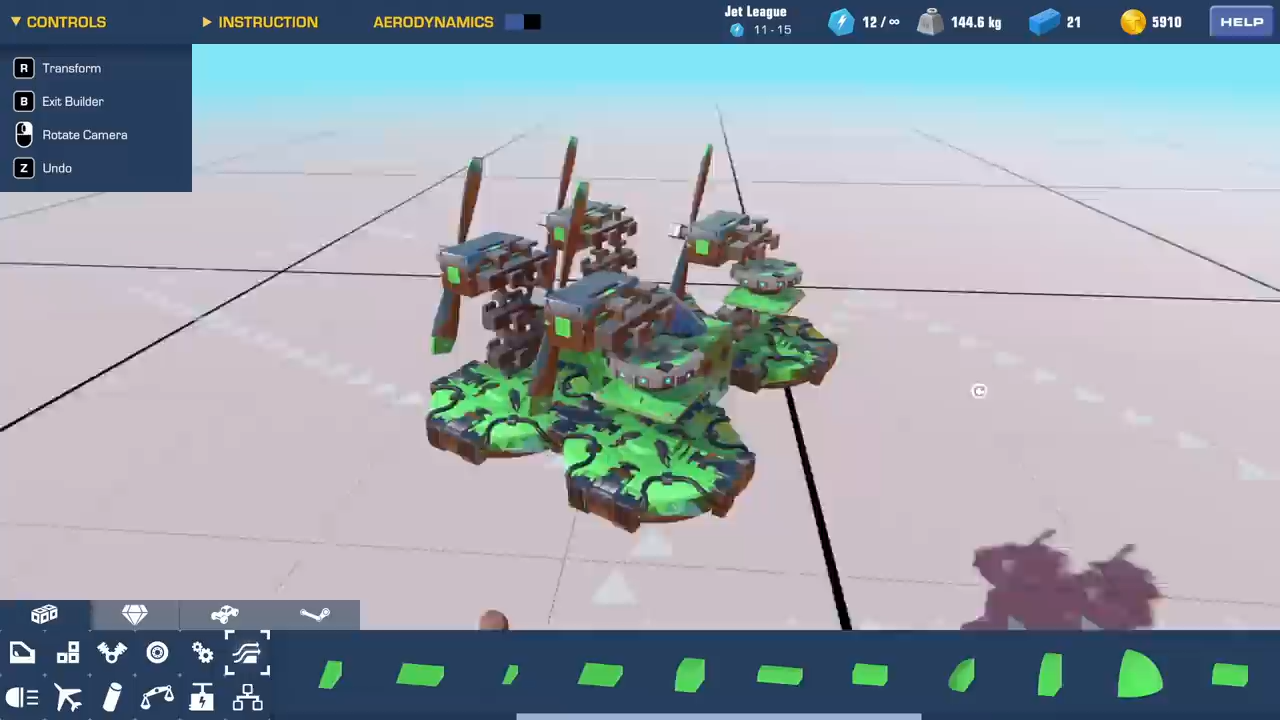 ▼ CONTROLS
▶ INSTRUCTION
AERODYNAMICS
Jet League
11 - 15
12 / ∞
144.6 kg
21
5910
HELP
R Transform
B Exit Builder
Rotate Camera
Z Undo
C